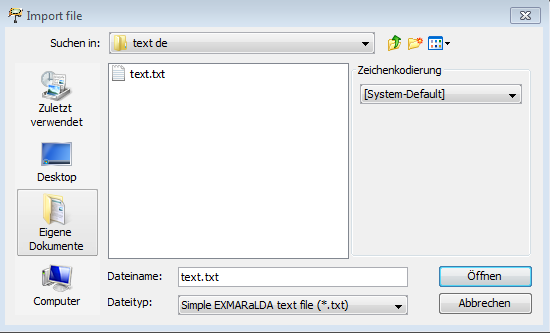 Import file
Suchen in:
text de
Zuletzt
verwendet
Desktop
Eigene
Dokumente
Computer
text.txt
Zeichenkodierung
[System-Default]
Dateiname:
text.txt
Öffnen
Dateityp:
Simple EXMARaLDA text file (*.txt)
Abbrechen